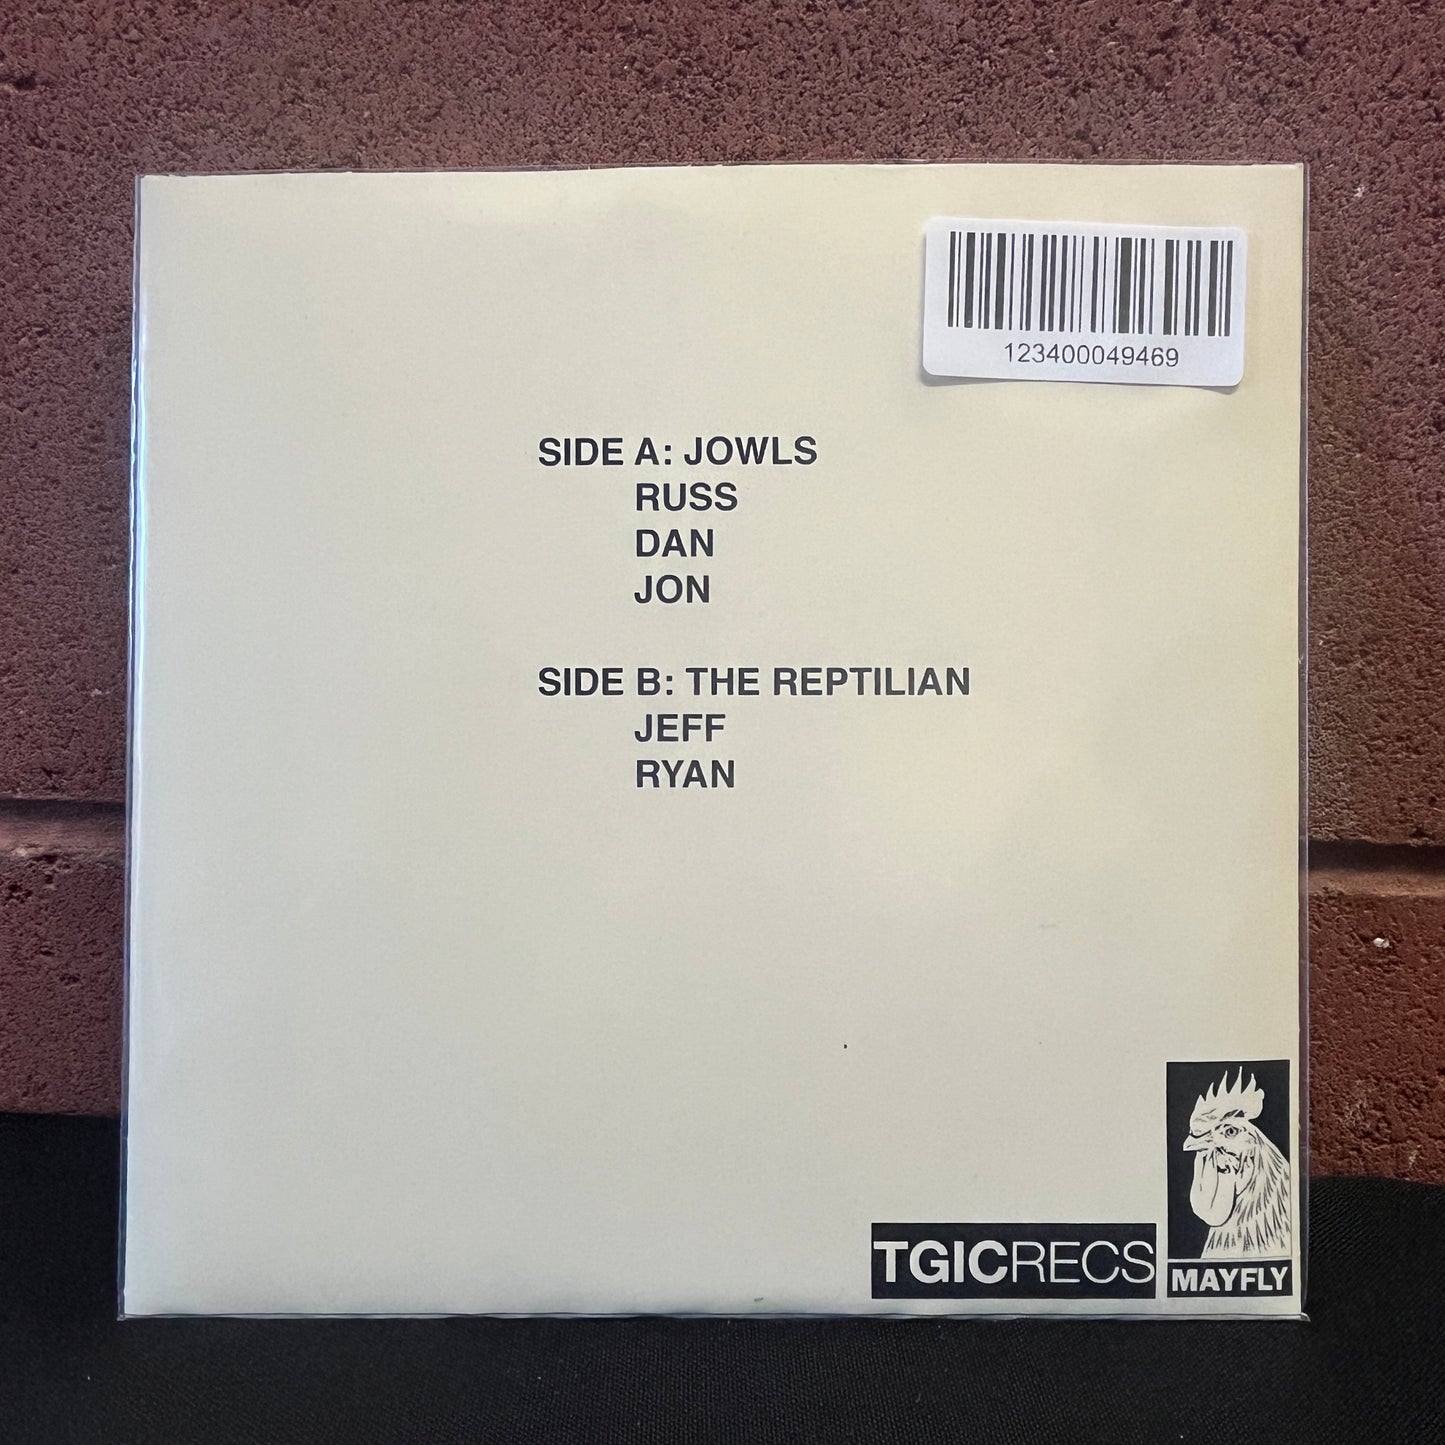 123400049469
SIDE A: JOWLS
RUSS
DAN
JON
SIDE B: THE REPTILIAN
JEFF
RYAN
TGICRECS
MAYFLY